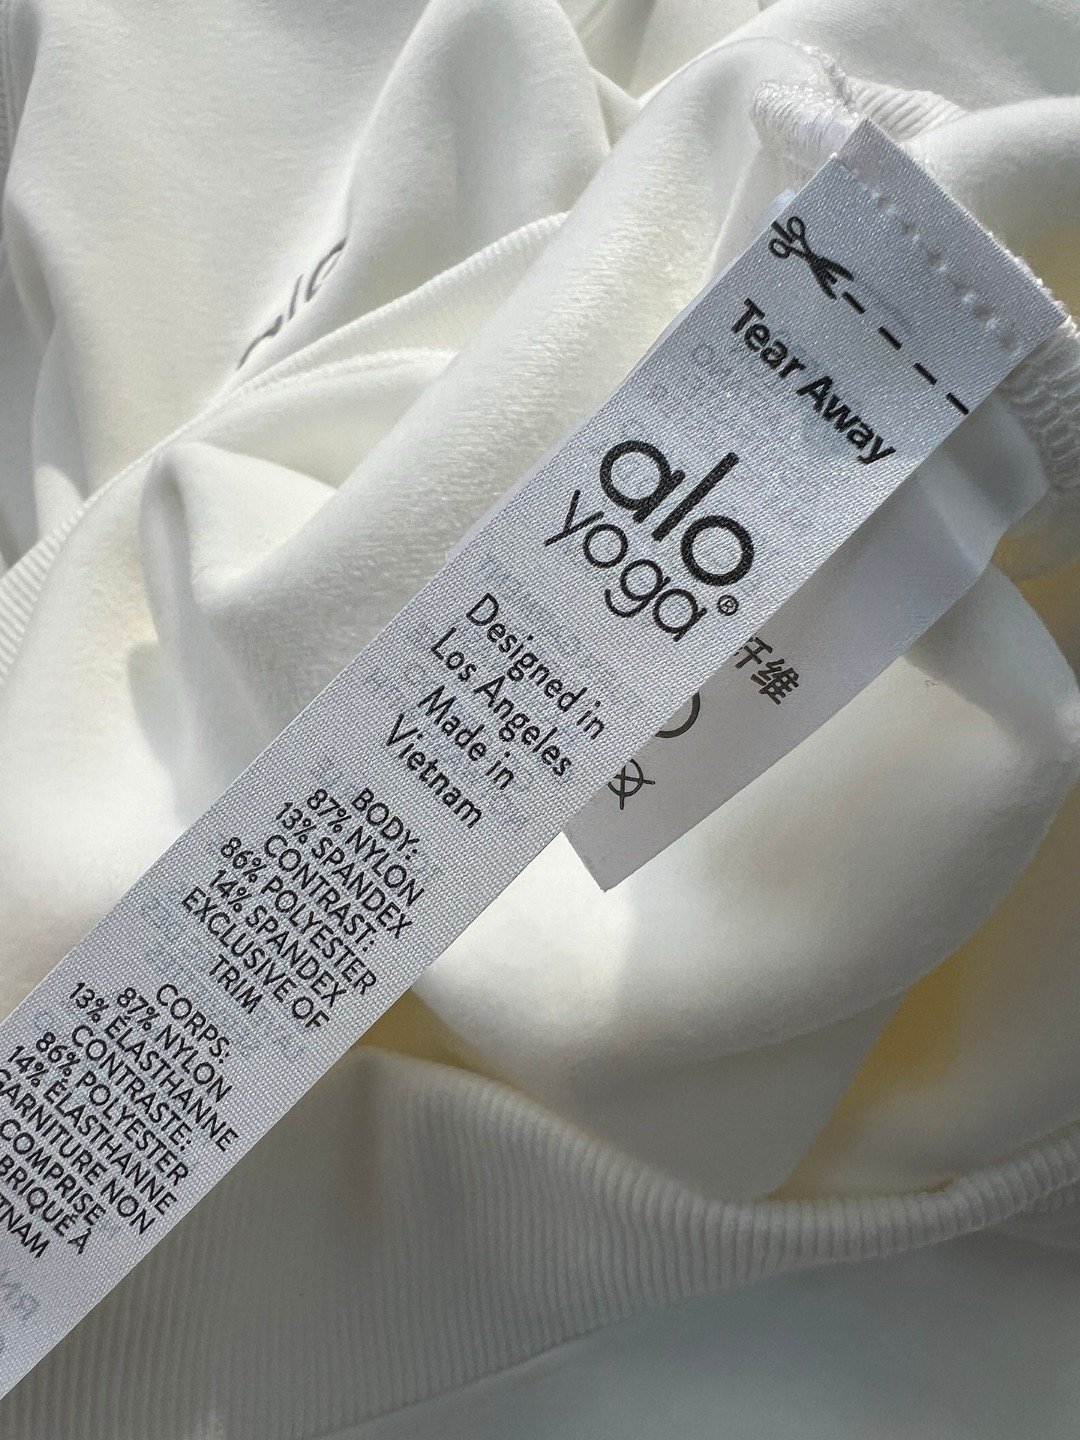 alo
Tear Away
alo
yoga®
Designed in
Los Angeles
Made in
Vietnam
BODY:
87% NYLON
13% SPANDEX
CONTRAST:
86% POLYESTER
14% SPANDEX
EXCLUSIVE OF
TRIM
CORPS:
87% NYLON
13% ÉLASTHANNE
CONTRASTE:
86% POLYESTER
14% ÉLASTHANNE
GARNITURE NON
COMPRISE
纤维